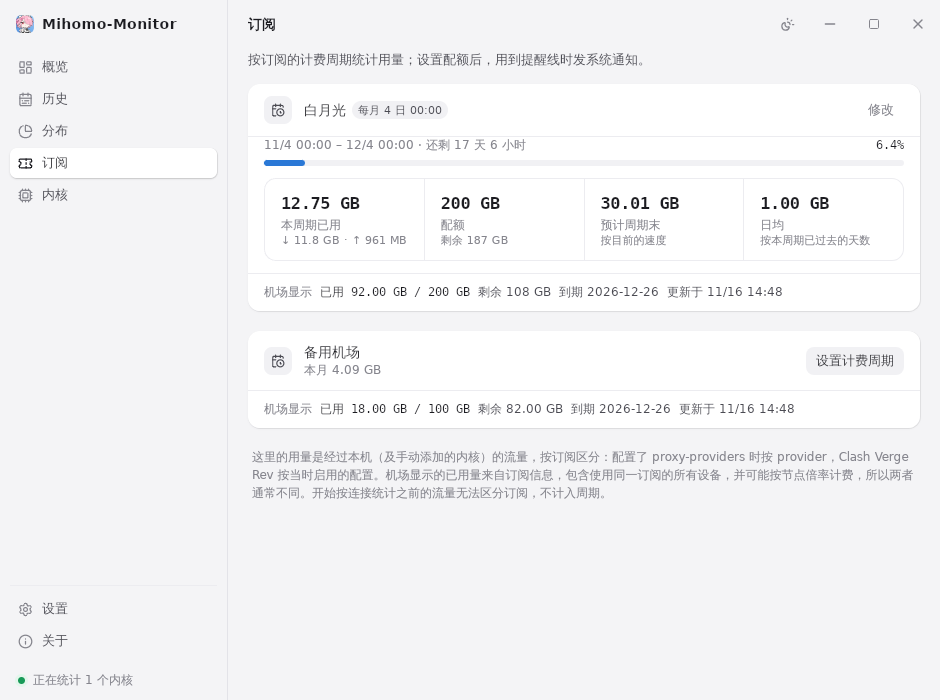 Mihomo-Monitor
概览
历史
分布
订阅
内核
设置
关于
正在统计 1 个内核
订阅
按订阅的计费周期统计用量；设置配额后，用到提醒线时发系统通知。
白月光 每月 4 日 00:00 修改
11/4 00:00 – 12/4 00:00 · 还剩 17 天 6 小时 6.4%
12.75 GB 200 GB 30.01 GB 1.00 GB
本周期已用 配额 预计周期末 日均
↓ 11.8 GB · ↑ 961 MB 剩余 187 GB 按目前的速度 按本周期已过去的天数
机场显示 已用 92.00 GB / 200 GB 剩余 108 GB 到期 2026-12-26 更新于 11/16 14:48
备用机场
本月 4.09 GB
设置计费周期
机场显示 已用 18.00 GB / 100 GB 剩余 82.00 GB 到期 2026-12-26 更新于 11/16 14:48
这里的用量是经过本机（及手动添加的内核）的流量，按订阅区分：配置了 proxy-providers 时按 provider，Clash Verge
Rev 按当时启用的配置。机场显示的已用量来自订阅信息，包含使用同一订阅的所有设备，并可能按节点倍率计费，所以两者
通常不同。开始按连接统计之前的流量无法区分订阅，不计入周期。